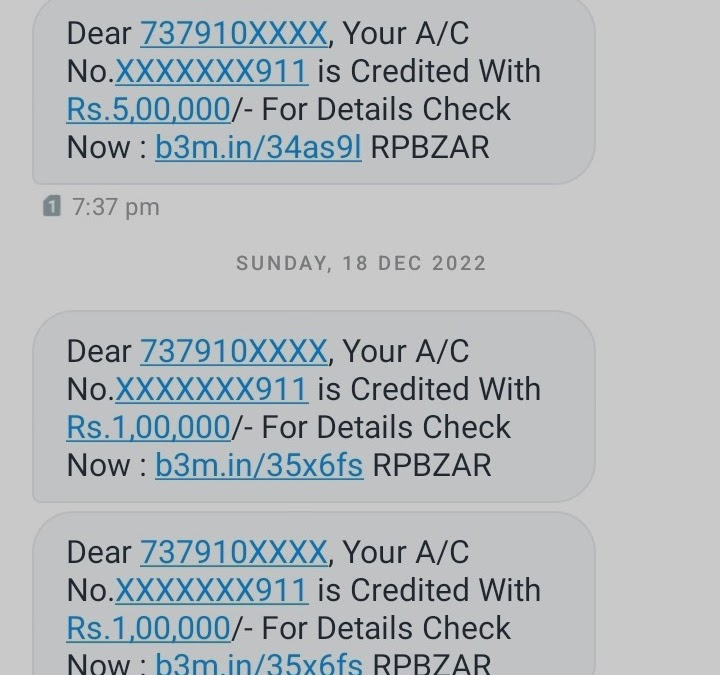 Dear 737910XXXX, Your A/C
No.XXXXXXX911 is Credited With
Rs.5,00,000/- For Details Check
Now : b3m.in/34as9l RPBZAR
1 7:37 pm
SUNDAY, 18 DEC 2022
Dear 737910XXXX, Your A/C
No.XXXXXXX911 is Credited With
Rs.1,00,000/- For Details Check
Now : b3m.in/35x6fs RPBZAR
Dear 737910XXXX, Your A/C
No.XXXXXXX911 is Credited With
Rs.1,00,000/- For Details Check
Now : b3m.in/35x6fs RPBZAR